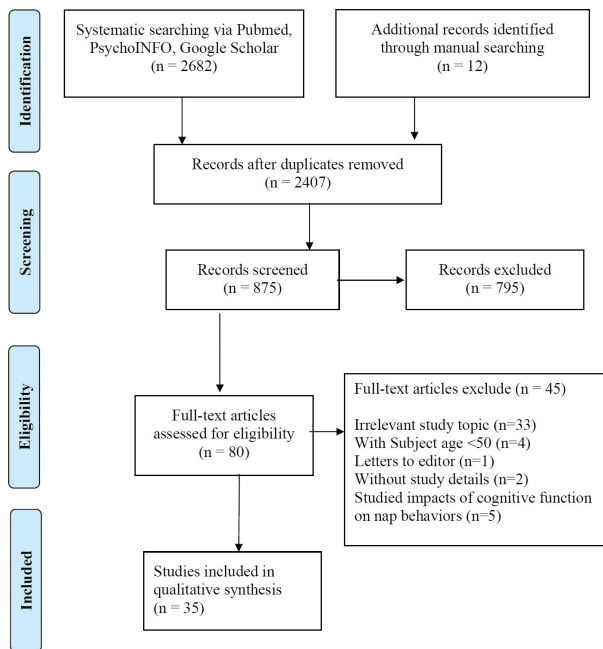 Identification
Systematic searching via Pubmed,
PsychoINFO, Google Scholar
(n = 2682)
Additional records identified
through manual searching
(n = 12)
Records after duplicates removed
(n = 2407)
Screening
Records screened
(n = 875)
Records excluded
(n = 795)
Eligibility
Full-text articles
assessed for eligibility
(n = 80)
Full-text articles exclude (n = 45)
Irrelevant study topic (n=33)
With Subject age <50 (n=4)
Letters to editor (n=1)
Without study details (n=2)
Studied impacts of cognitive function
on nap behaviors (n=5)
Included
Studies included in
qualitative synthesis
(n = 35)